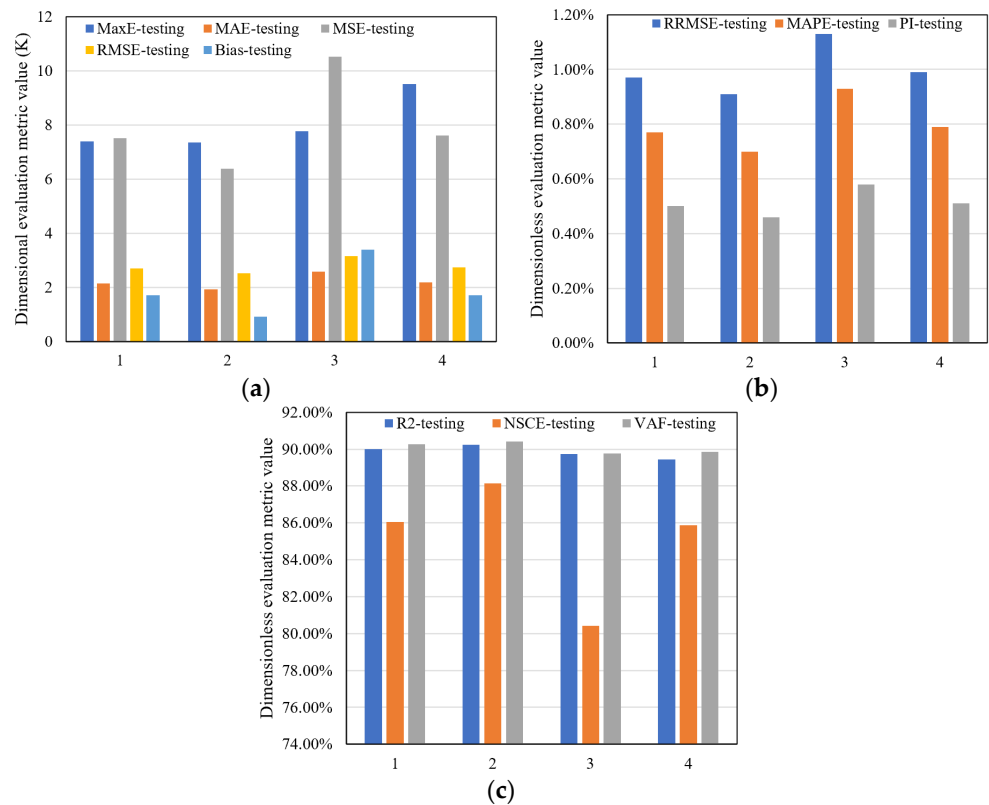 MaxE-testing MAE-testing MSE-testing
RMSE-testing Bias-testing
Dimensional evaluation metric value (K)
12
10
8
6
4
2
0
1 2 3 4
(a)
RRMSE-testing MAPE-testing PI-testing
Dimensionless evaluation metric value
1.20%
1.00%
0.80%
0.60%
0.40%
0.20%
0.00%
1 2 3 4
(b)
R2-testing NSCE-testing VAF-testing
Dimensionless evaluation metric value
92.00%
90.00%
88.00%
86.00%
84.00%
82.00%
80.00%
78.00%
76.00%
74.00%
1 2 3 4
(c)